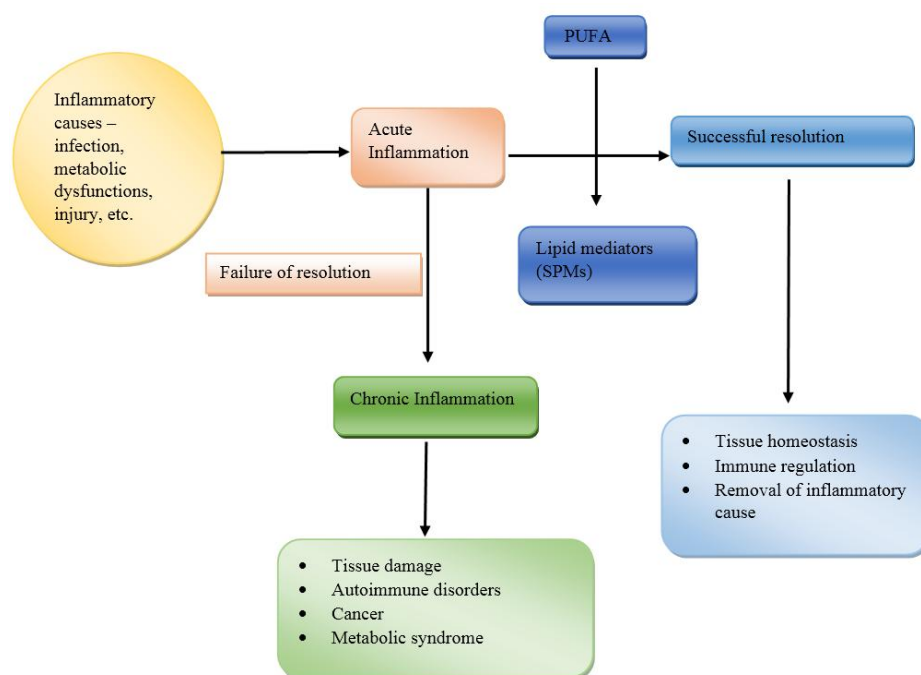 PUFA
Inflammatory
causes –
infection,
metabolic
dysfunctions,
injury, etc.
Acute
Inflammation
Successful resolution
Lipid mediators
(SPMs)
Failure of resolution
Chronic Inflammation
• Tissue homeostasis
• Immune regulation
• Removal of inflammatory
cause
• Tissue damage
• Autoimmune disorders
• Cancer
• Metabolic syndrome